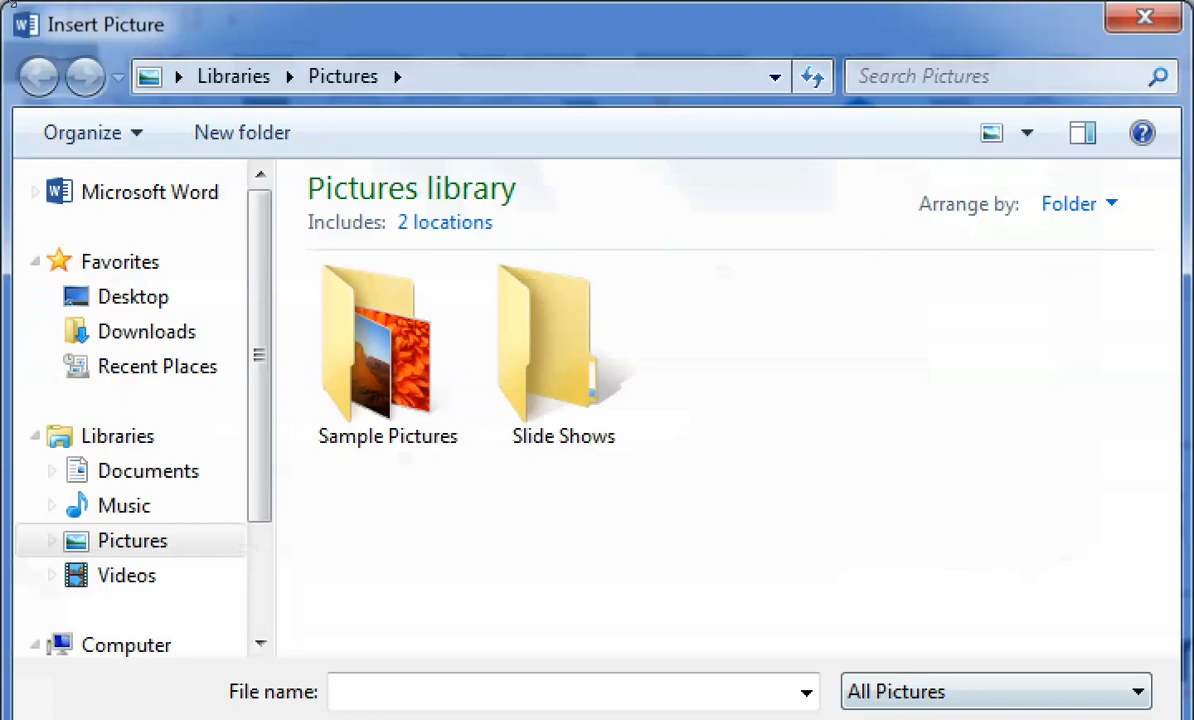 Insert Picture
Libraries Pictures
Search Pictures
Organize New folder
Microsoft Word
Favorites
Desktop
Downloads
Recent Places
Libraries
Documents
Music
Pictures
Videos
Computer
Pictures library
Includes: 2 locations
Arrange by: Folder
Sample Pictures
Slide Shows
File name:
All Pictures